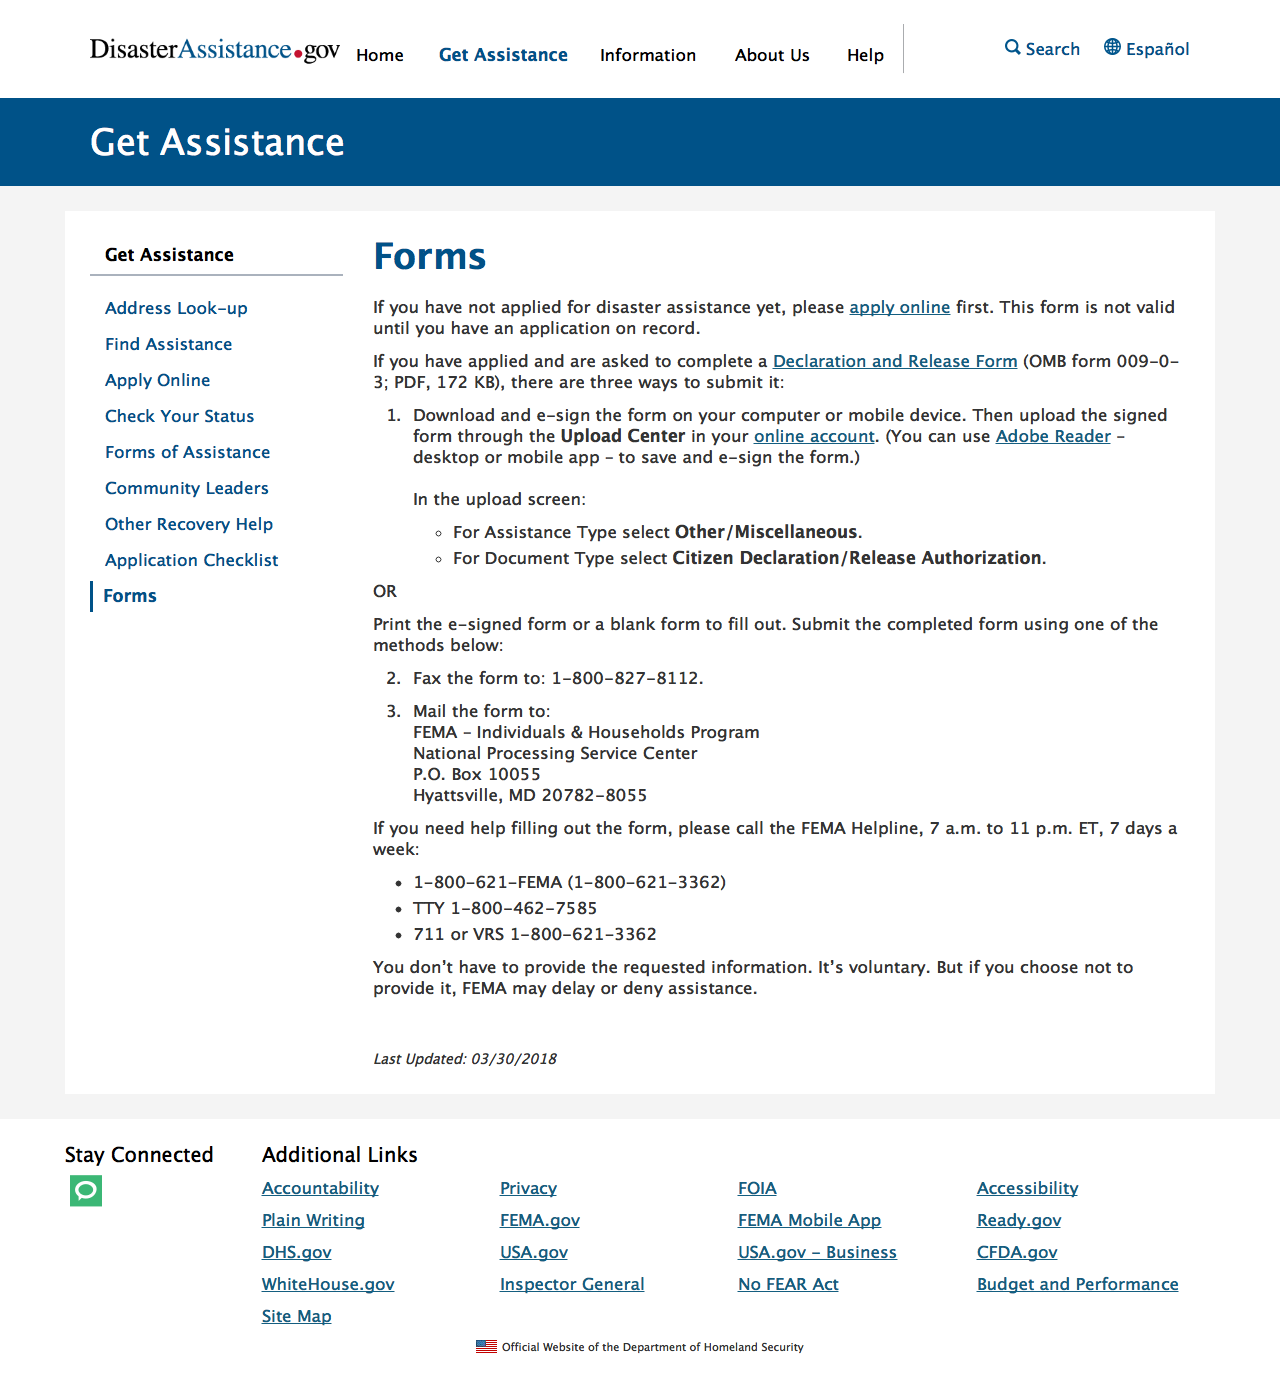 DisasterAssistance.gov
Home
Get Assistance
Information
About Us
Help
Search
Español
Get Assistance
Get Assistance
Address Look-up
Find Assistance
Apply Online
Check Your Status
Forms of Assistance
Community Leaders
Other Recovery Help
Application Checklist
Forms
Forms
If you have not applied for disaster assistance yet, please apply online first. This form is not valid
until you have an application on record.
If you have applied and are asked to complete a Declaration and Release Form (OMB form 009-0-
3; PDF, 172 KB), there are three ways to submit it:
1. Download and e-sign the form on your computer or mobile device. Then upload the signed
form through the Upload Center in your online account. (You can use Adobe Reader –
desktop or mobile app – to save and e-sign the form.)
In the upload screen:
◦ For Assistance Type select Other/Miscellaneous.
◦ For Document Type select Citizen Declaration/Release Authorization.
OR
Print the e-signed form or a blank form to fill out. Submit the completed form using one of the
methods below:
2. Fax the form to: 1-800-827-8112.
3. Mail the form to:
FEMA – Individuals & Households Program
National Processing Service Center
P.O. Box 10055
Hyattsville, MD 20782-8055
If you need help filling out the form, please call the FEMA Helpline, 7 a.m. to 11 p.m. ET, 7 days a
week:
• 1-800-621-FEMA (1-800-621-3362)
• TTY 1-800-462-7585
• 711 or VRS 1-800-621-3362
You don’t have to provide the requested information. It’s voluntary. But if you choose not to
provide it, FEMA may delay or deny assistance.
Last Updated: 03/30/2018
Stay Connected
Additional Links
Accountability
Privacy
FOIA
Accessibility
Plain Writing
FEMA.gov
FEMA Mobile App
Ready.gov
DHS.gov
USA.gov
USA.gov – Business
CFDA.gov
WhiteHouse.gov
Inspector General
No FEAR Act
Budget and Performance
Site Map
Official Website of the Department of Homeland Security